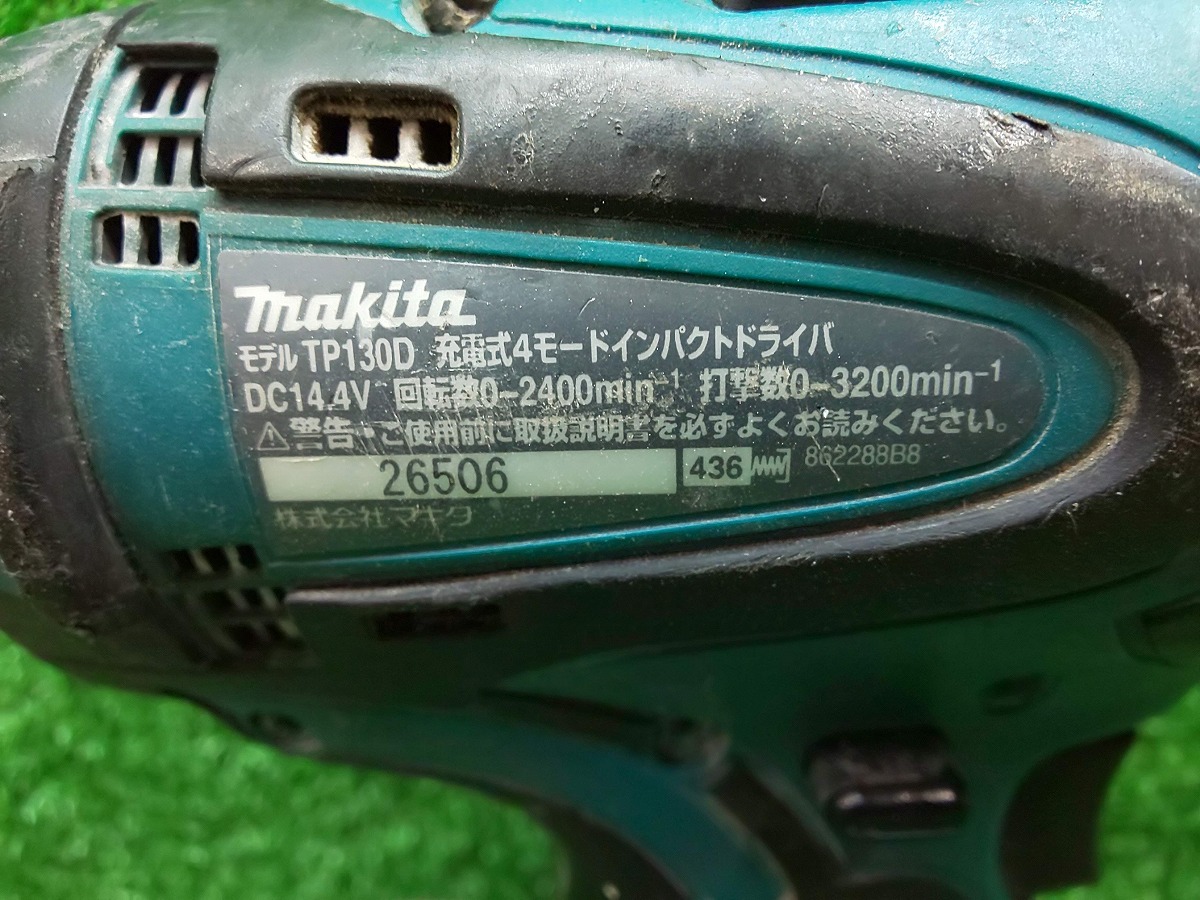 makita
モデル TP130D 充電式4モードインパクトドライバ
DC14.4V 回転数0-2400min⁻¹ 打撃数0-3200min⁻¹
⚠警告・ご使用前に取扱説明書を必ずよくお読みください。
26506 436 862288B8
株式会社マキタ